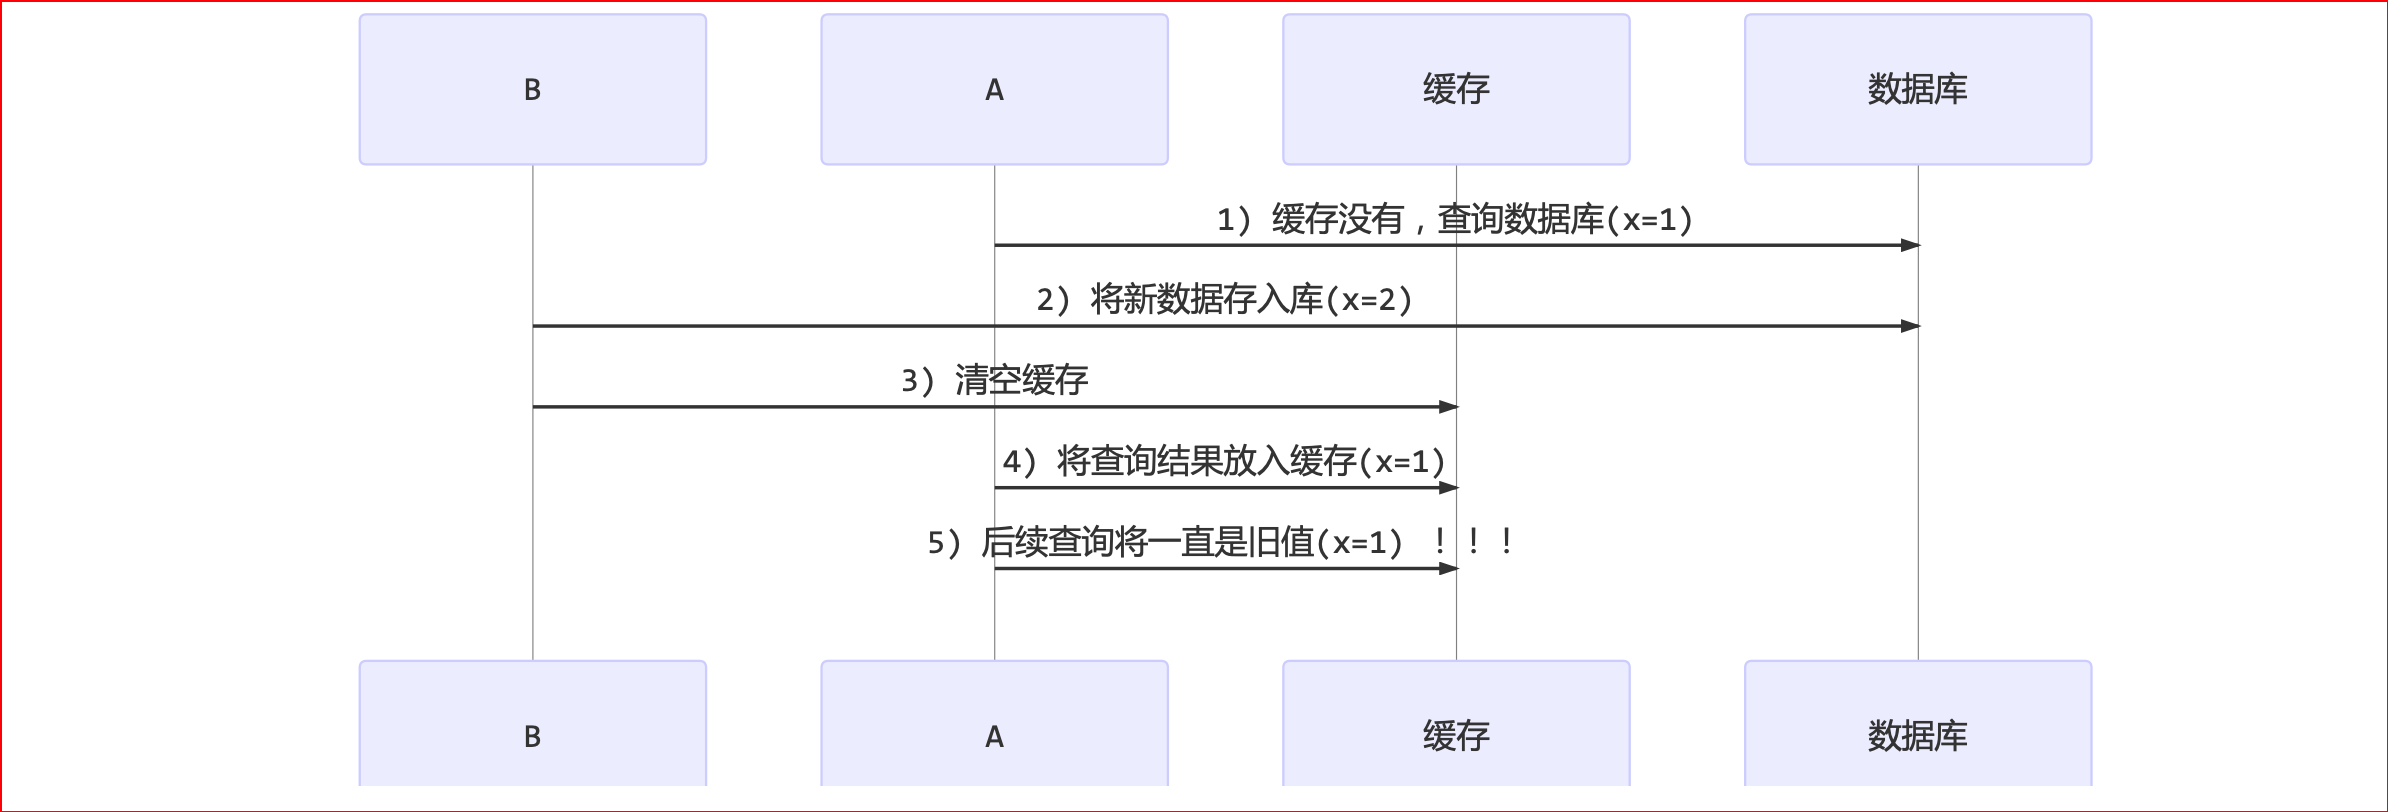 B
A
缓存
数据库
1) 缓存没有，查询数据库(x=1)
2) 将新数据存入库(x=2)
3) 清空缓存
4) 将查询结果放入缓存(x=1)
5) 后续查询将一直是旧值(x=1) ！！！
B
A
缓存
数据库